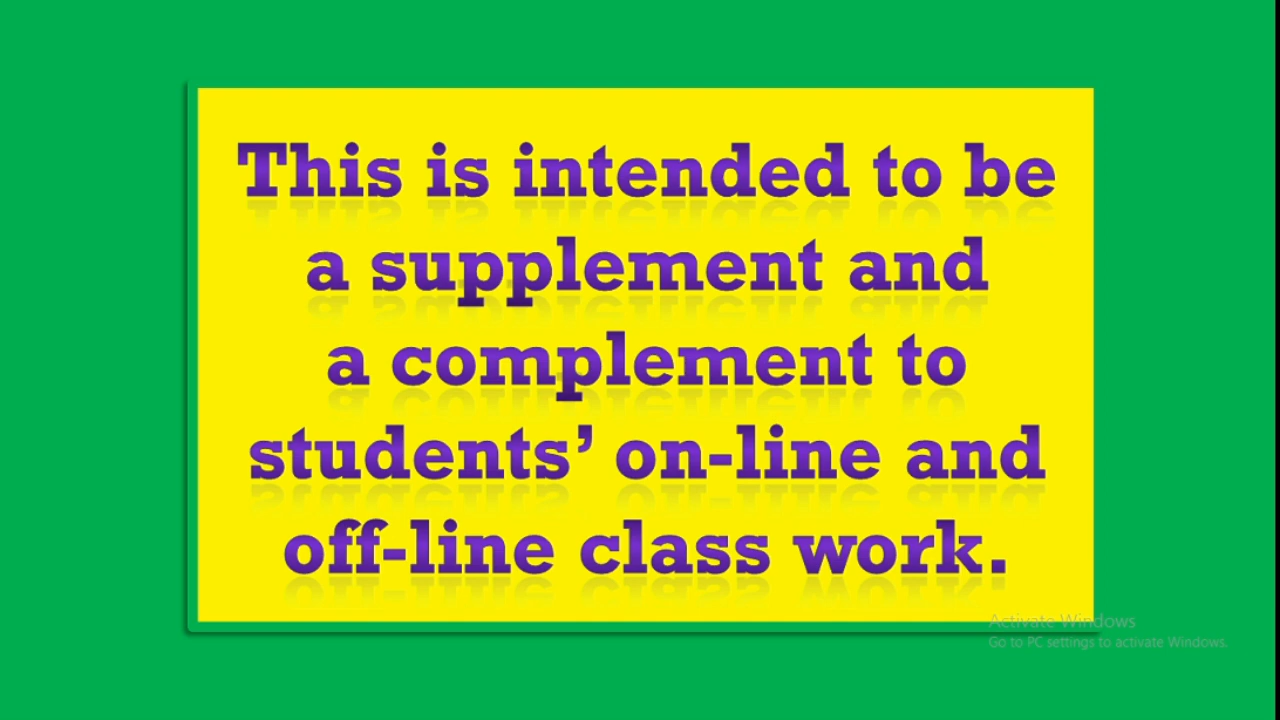 This is intended to be
a supplement and
a complement to
students’ on-line and
off-line class work.
Activate Windows
Go to PC settings to activate Windows.